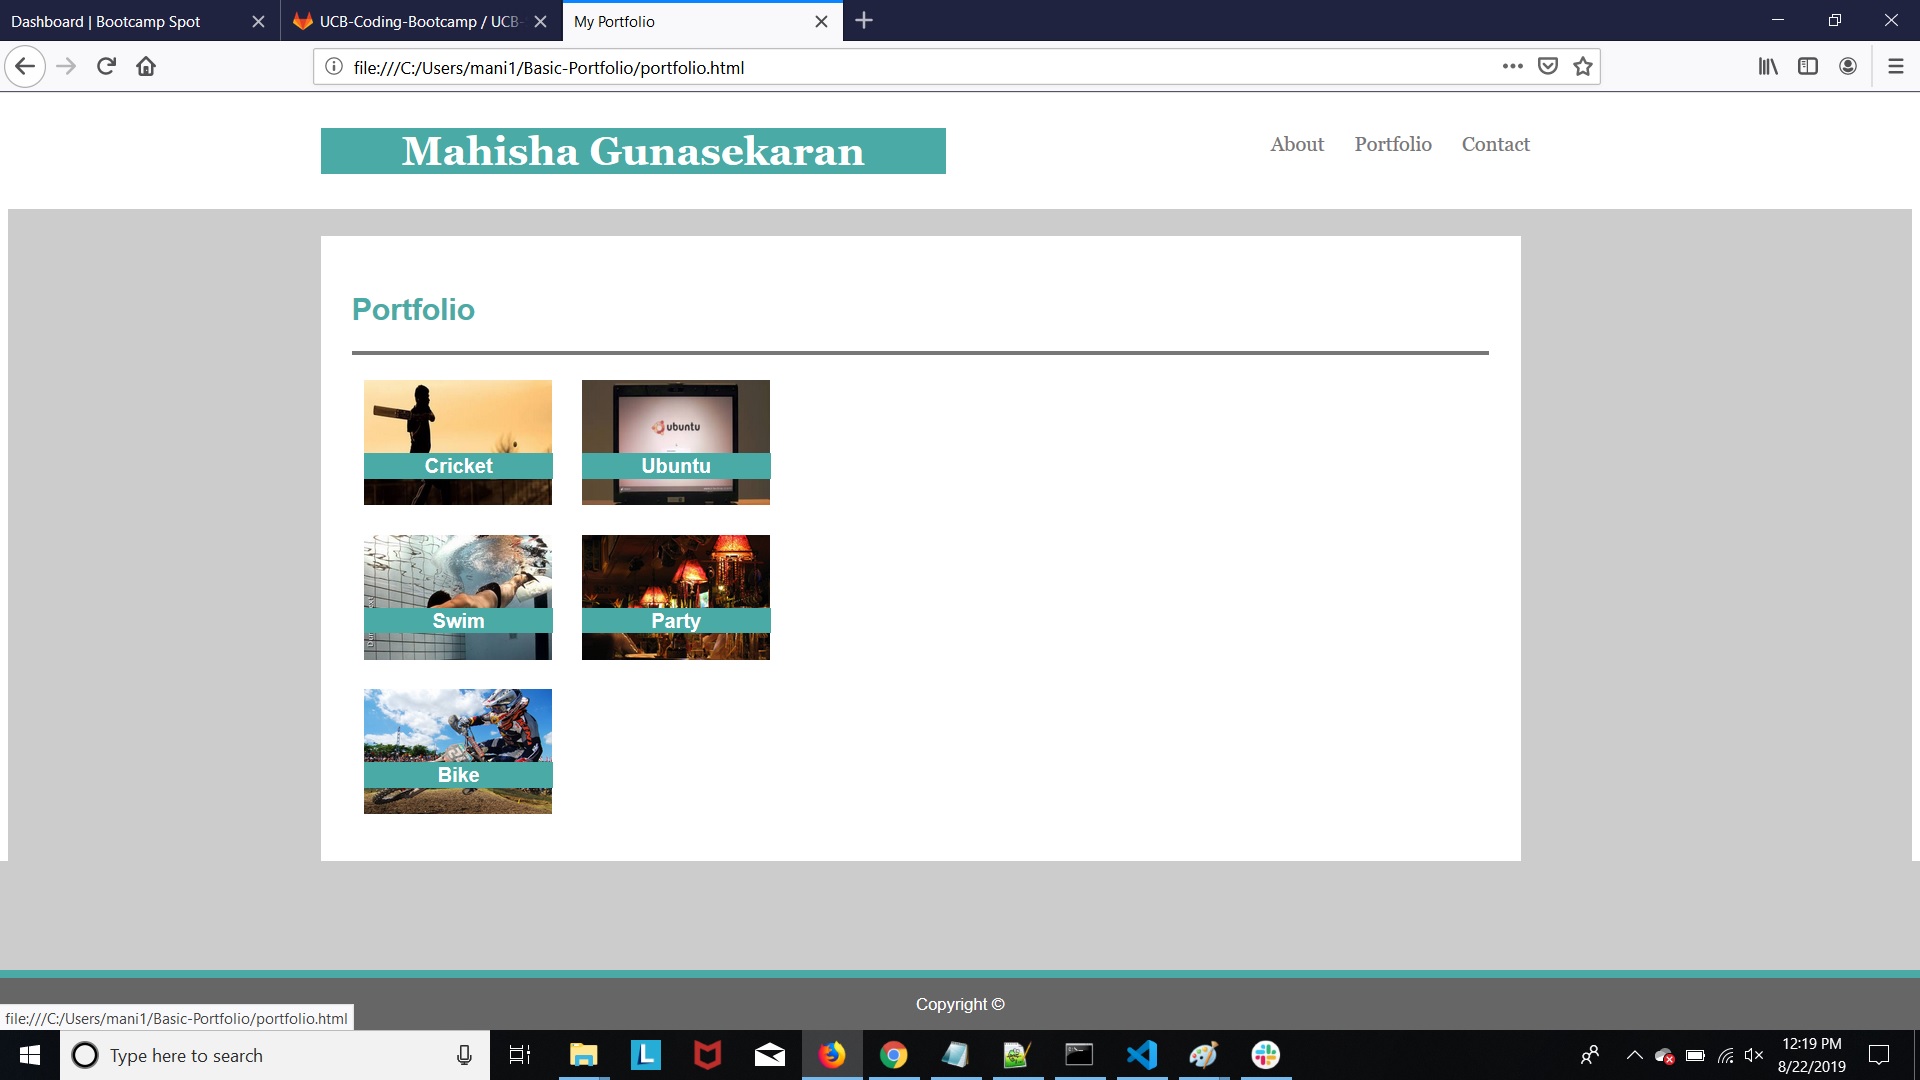 Dashboard | Bootcamp Spot
UCB-Coding-Bootcamp / UCB-
My Portfolio
file:///C:/Users/mani1/Basic-Portfolio/portfolio.html
Mahisha Gunasekaran
About
Portfolio
Contact
Portfolio
ubuntu
Cricket
Ubuntu
Swim
Party
Bike
Copyright ©
file:///C:/Users/mani1/Basic-Portfolio/portfolio.html
Type here to search
L
12:19 PM
8/22/2019